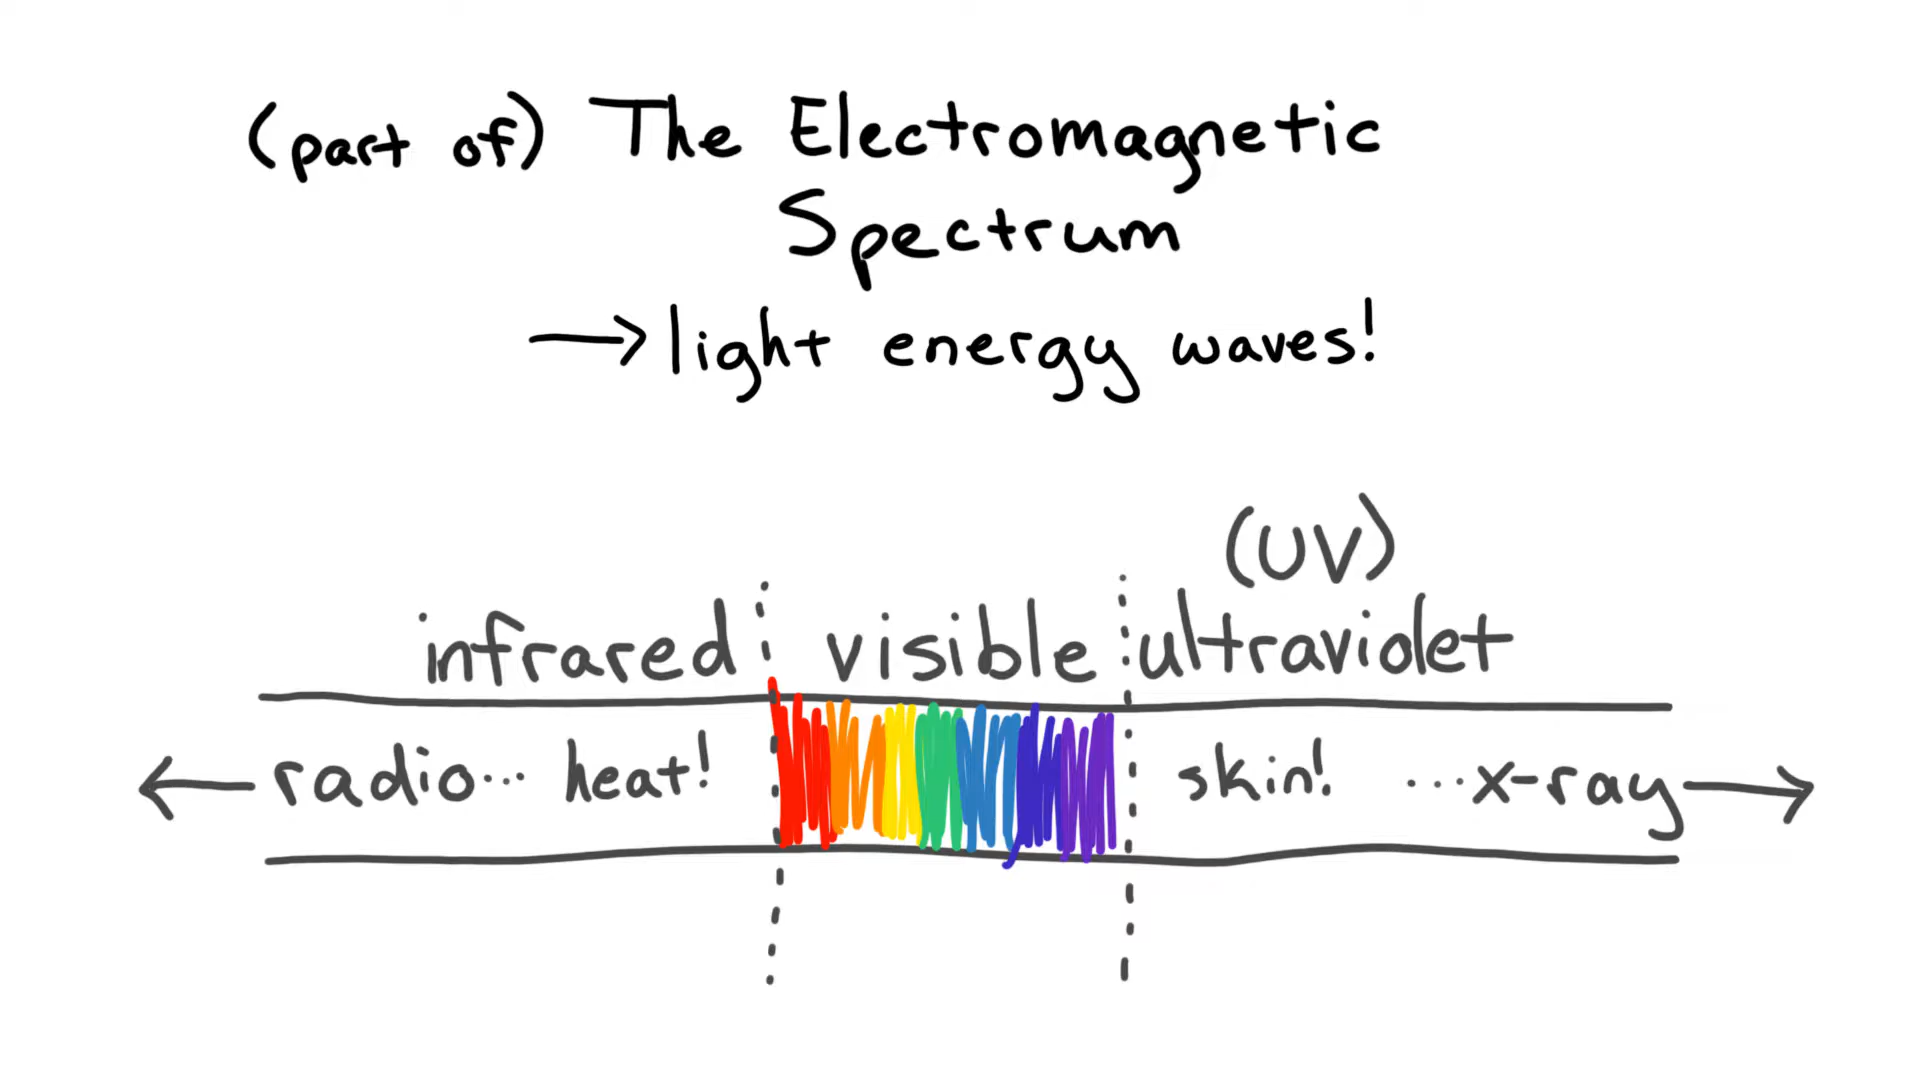 (part of) The Electromagnetic
Spectrum
→ light energy waves!
(UV)
infrared visible ultraviolet
← radio... heat! skin! ...x-ray →